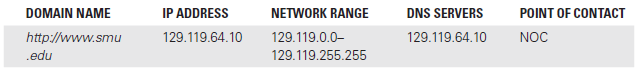 DOMAIN NAME IP ADDRESS NETWORK RANGE DNS SERVERS POINT OF CONTACT
http://www.smu 129.119.64.10 129.119.0.0– 129.119.64.10 NOC
.edu 129.119.255.255